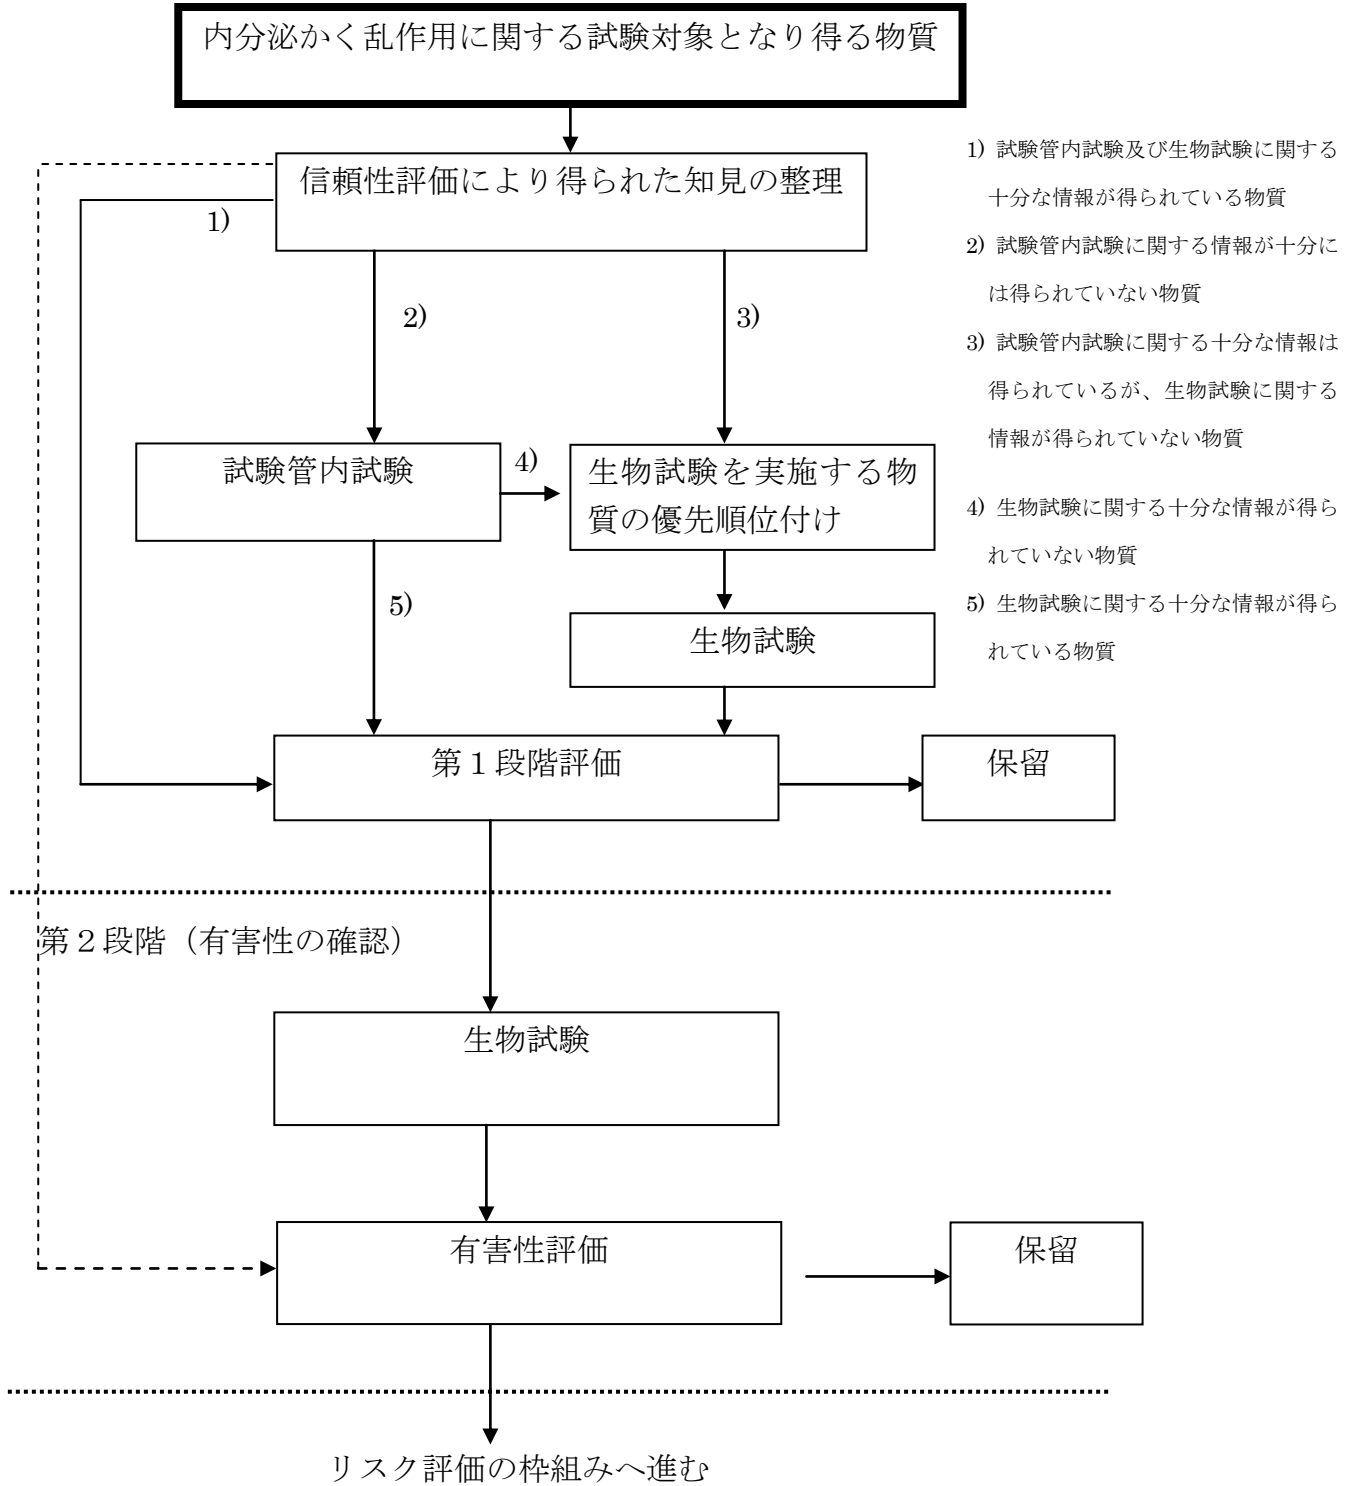 内分泌かく乱作用に関する試験対象となり得る物質
信頼性評価により得られた知見の整理
1)
2)
3)
1) 試験管内試験及び生物試験に関する
十分な情報が得られている物質
2) 試験管内試験に関する情報が十分に
は得られていない物質
3) 試験管内試験に関する十分な情報は
得られているが、生物試験に関する
情報が得られていない物質
4) 生物試験に関する十分な情報が得ら
れていない物質
5) 生物試験に関する十分な情報が得ら
れている物質
試験管内試験
4)
生物試験を実施する物
質の優先順位付け
5)
生物試験
第１段階評価
保留
第２段階（有害性の確認）
生物試験
有害性評価
保留
リスク評価の枠組みへ進む